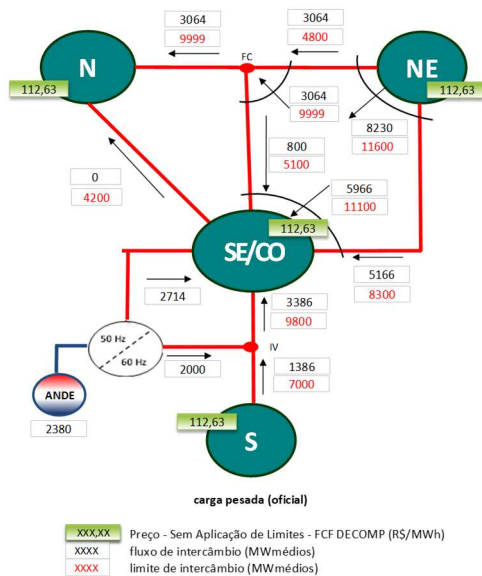 3064
9999
3064
4800
FC
N
NE
112,63
112,63
3064
9999
8230
11600
800
5100
0
4200
5966
11100
112,63
SE/CO
2714
5166
8300
3386
9800
50 Hz
60 Hz
IV
2000
1386
7000
ANDE
2380
112,63
S
carga pesada (oficial)
XXX,XX Preço - Sem Aplicação de Limites - FCF DECOMP (R$/MWh)
XXXX fluxo de intercâmbio (MWmédios)
XXXX limite de intercâmbio (MWmédios)